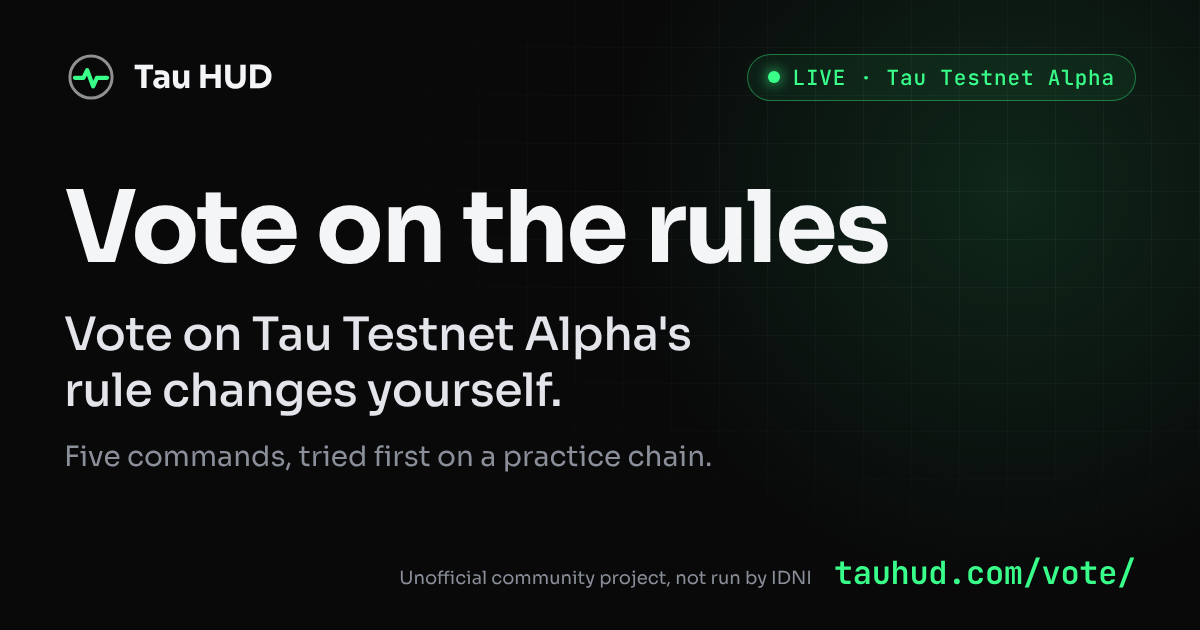 Tau HUD
LIVE · Tau Testnet Alpha
Vote on the rules
Vote on Tau Testnet Alpha's
rule changes yourself.
Five commands, tried first on a practice chain.
Unofficial community project, not run by IDNI
tauhud.com/vote/